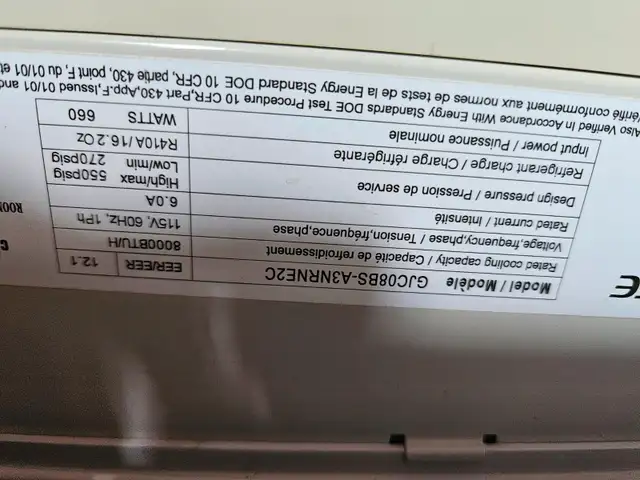 Model / Modèle GJC08BS-A3NRNE2C EER/EER 12.1
Rated cooling capacity / Capacité de refroidissement 8000BTU/H
Voltage,frequency,phase / Tension,fréquence,phase 115V, 60Hz, 1Ph
Rated current / Intensité 6.0A
Design pressure / Pression de service High/max 550psig
Low/min 270psig
Refrigerant charge / Charge réfrigérante R410A/16.2 Oz
Input power / Puissance nominale WATTS 660
Also Verified In Accordance With Energy Standards DOE Test Procedure 10 CFR,Part 430,App.F,Issued 01/01 and
Vérifié conformément aux normes de tests de la Energy Standard DOE 10 CFR, partie 430, point F, du 01/01 et